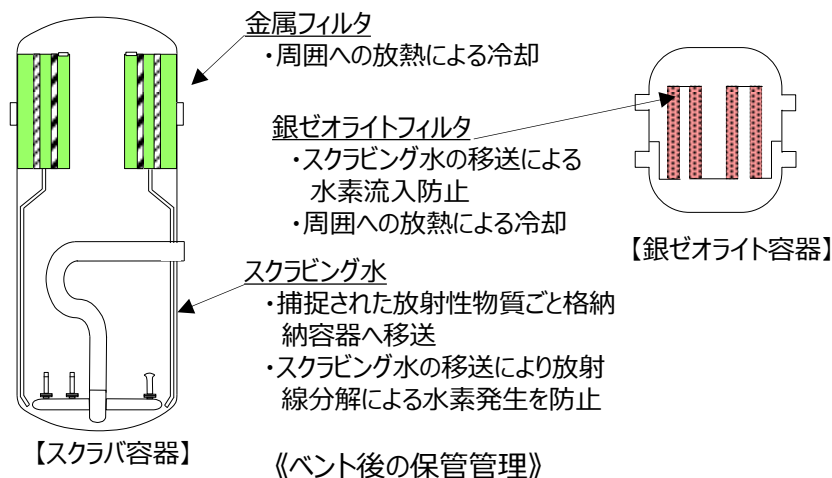 金属フィルタ
・周囲への放熱による冷却
銀ゼオライトフィルタ
・スクラビング水の移送による
水素流入防止
・周囲への放熱による冷却
【銀ゼオライト容器】
スクラビング水
・捕捉された放射性物質ごと格納
納容器へ移送
・スクラビング水の移送により放射
線分解による水素発生を防止
【スクラバ容器】
《ベント後の保管管理》